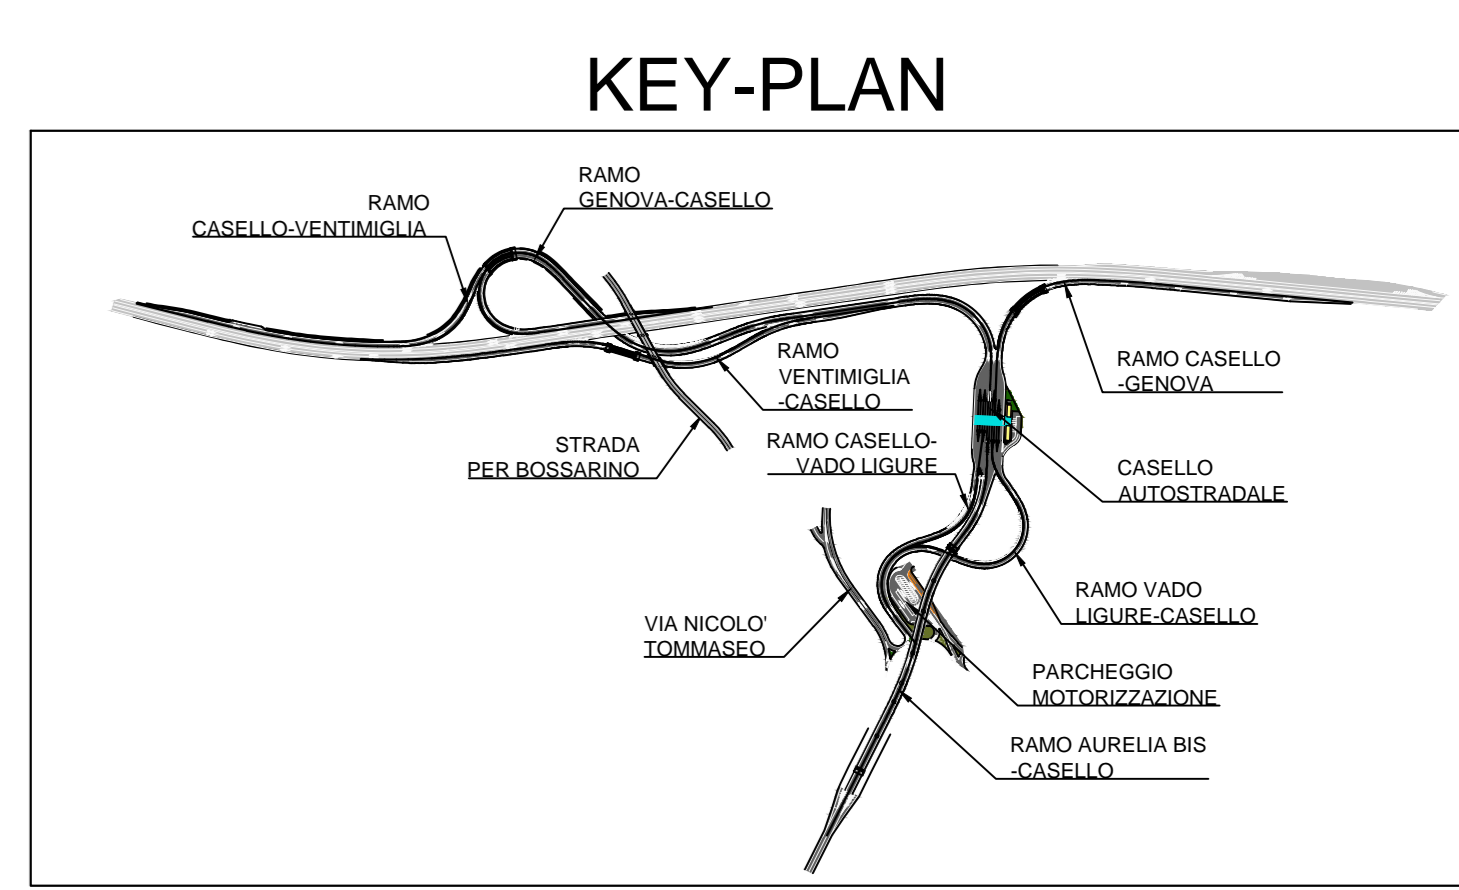 KEY-PLAN
RAMO
GENOVA-CASELLO
RAMO
CASELLO-VENTIMIGLIA
RAMO
VENTIMIGLIA
-CASELLO
RAMO CASELLO
-GENOVA
STRADA
PER BOSSARINO
RAMO CASELLO-
VADO LIGURE
CASELLO
AUTOSTRADALE
RAMO VADO
LIGURE-CASELLO
VIA NICOLO'
TOMMASEO
PARCHEGGIO
MOTORIZZAZIONE
RAMO AURELIA BIS
-CASELLO